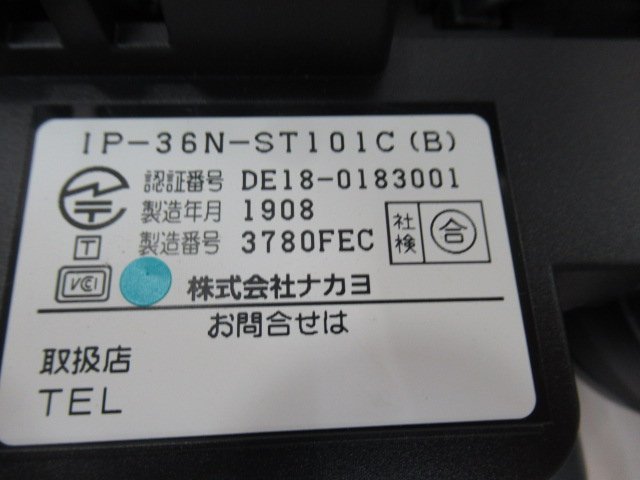 IP-36N-ST101C(B)
認証番号 DE18-0183001
製造年月 1908
製造番号 3780FEC
社検 合
T
VCCI
株式会社ナカヨ
お問合せは
取扱店
TEL